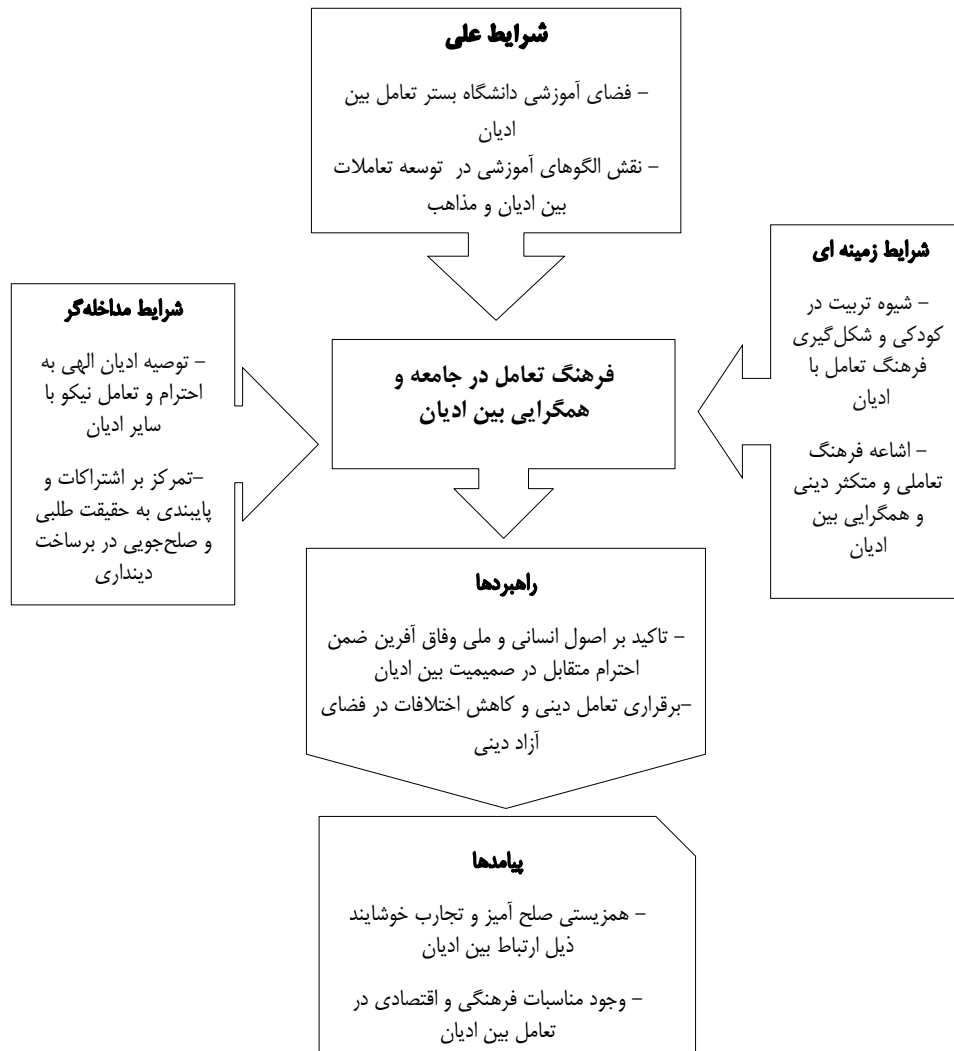 شرایط علی
– فضای آموزشی دانشگاه بستر تعامل بین
ادیان
– نقش الگوهای آموزشی در توسعه تعاملات
بین ادیان و مذاهب
شرایط زمینه ای
– شیوه تربیت در
کودکی و شکل‌گیری
فرهنگ تعامل با
ادیان
– اشاعه فرهنگ
تعاملی و متکثر دینی
و همگرایی بین
ادیان
شرایط مداخله‌گر
– توصیه ادیان الهی به
احترام و تعامل نیکو با
سایر ادیان
–تمرکز بر اشتراکات و
پایبندی به حقیقت طلبی
و صلح‌جویی در برساخت
دینداری
فرهنگ تعامل در جامعه و
همگرایی بین ادیان
راهبردها
– تاکید بر اصول انسانی و ملی وفاق آفرین ضمن
احترام متقابل در صمیمیت بین ادیان
–برقراری تعامل دینی و کاهش اختلافات در فضای
آزاد دینی
پیامدها
– همزیستی صلح آمیز و تجارب خوشایند
ذیل ارتباط بین ادیان
– وجود مناسبات فرهنگی و اقتصادی در
تعامل بین ادیان